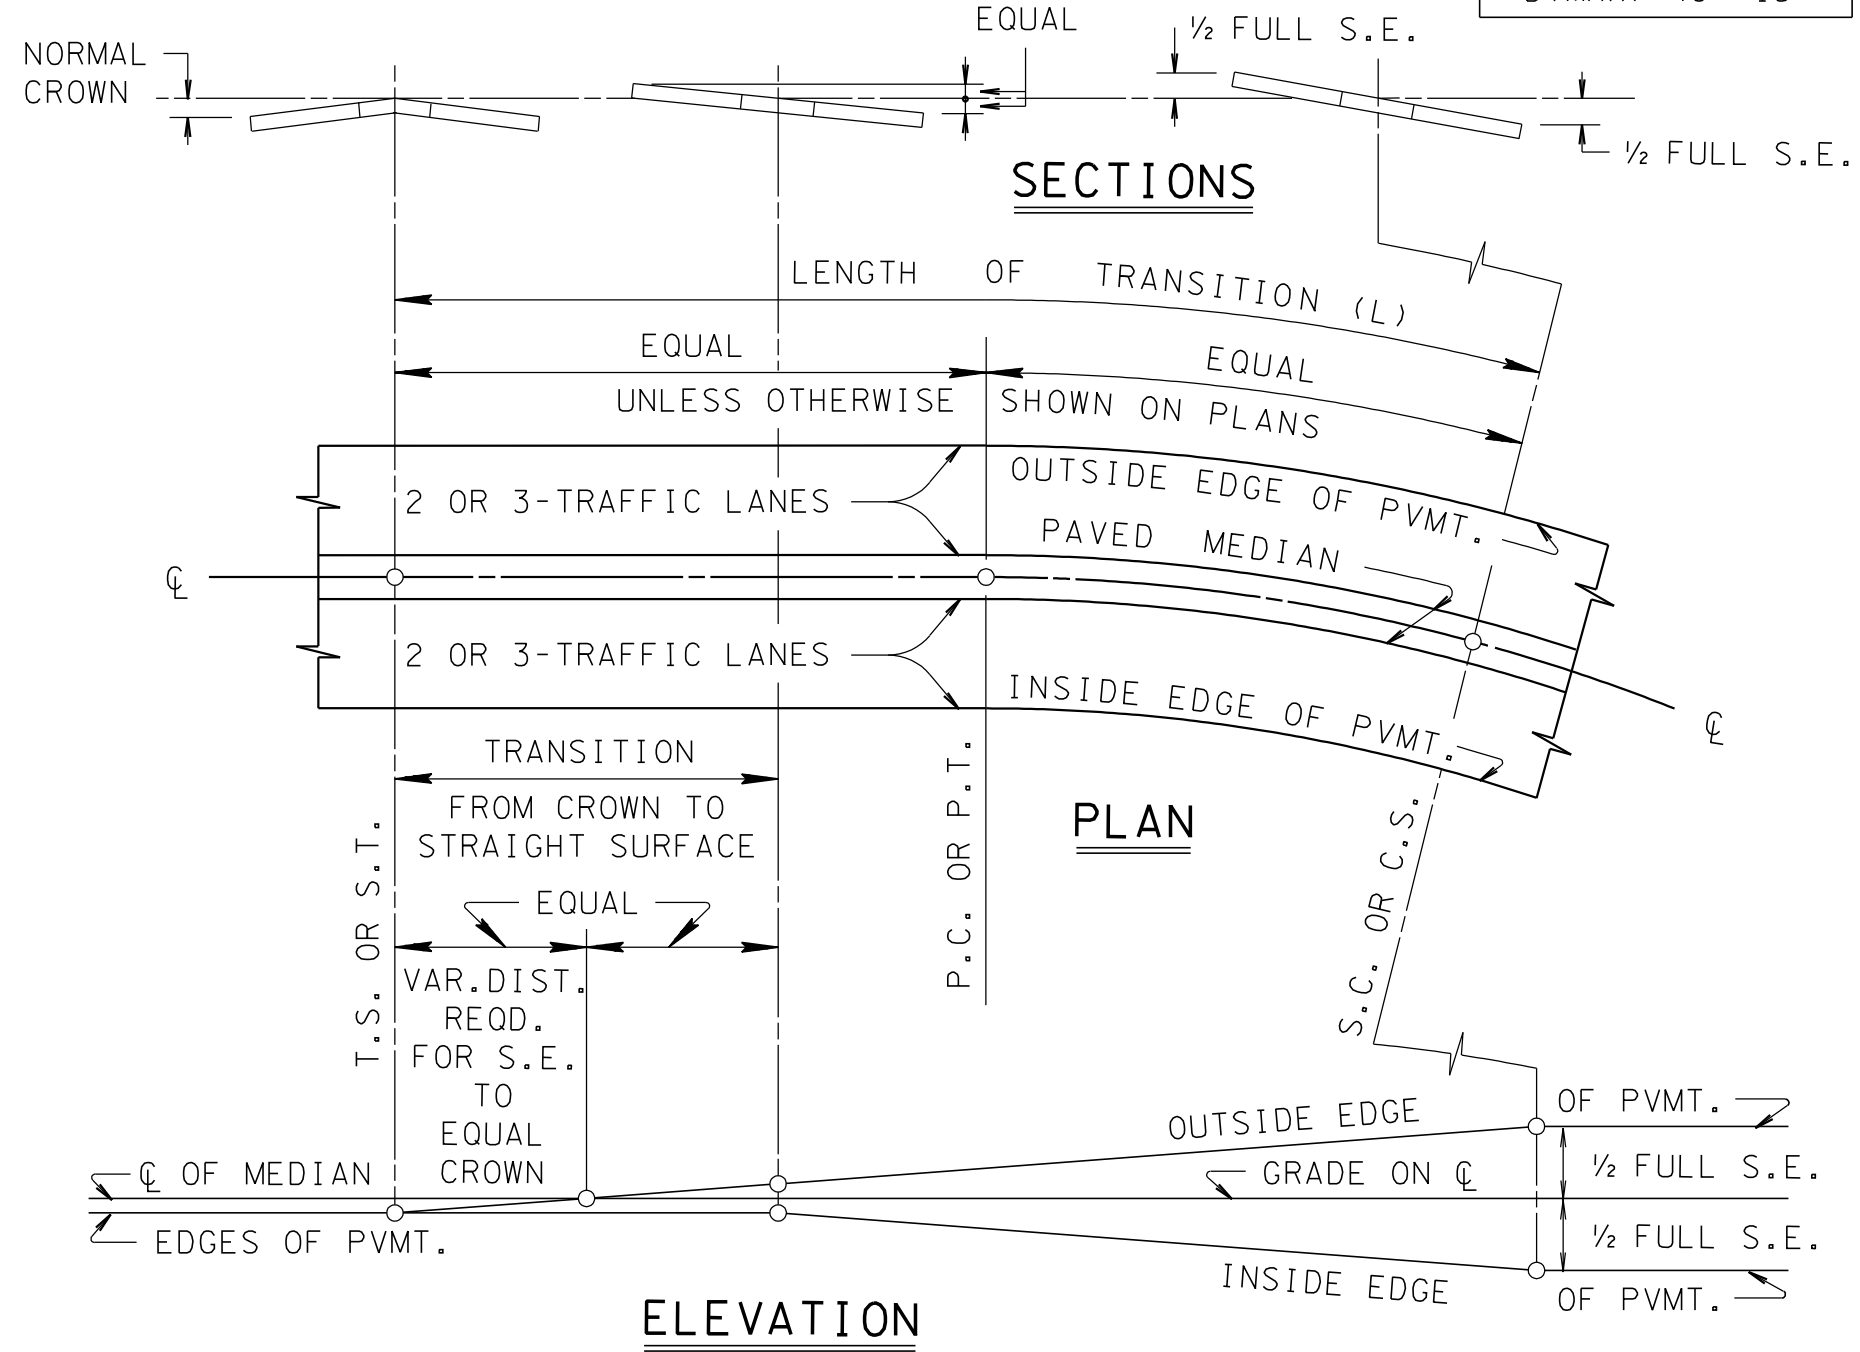 EQUAL
½ FULL S.E.
NORMAL
CROWN
½ FULL S.E.
SECTIONS
LENGTH OF TRANSITION (L)
EQUAL
EQUAL
UNLESS OTHERWISE SHOWN ON PLANS
OUTSIDE EDGE OF PVMT.
2 OR 3-TRAFFIC LANES
PAVED MEDIAN
℄
2 OR 3-TRAFFIC LANES
INSIDE EDGE OF PVMT.
℄
TRANSITION
FROM CROWN TO
STRAIGHT SURFACE
PLAN
T.S. OR S.T.
P.C. OR P.T.
S.C. OR C.S.
EQUAL
VAR.DIST.
REQD.
FOR S.E.
TO
EQUAL
CROWN
OUTSIDE EDGE
OF PVMT.
℄ OF MEDIAN
GRADE ON ℄
½ FULL S.E.
EDGES OF PVMT.
½ FULL S.E.
INSIDE EDGE
OF PVMT.
ELEVATION